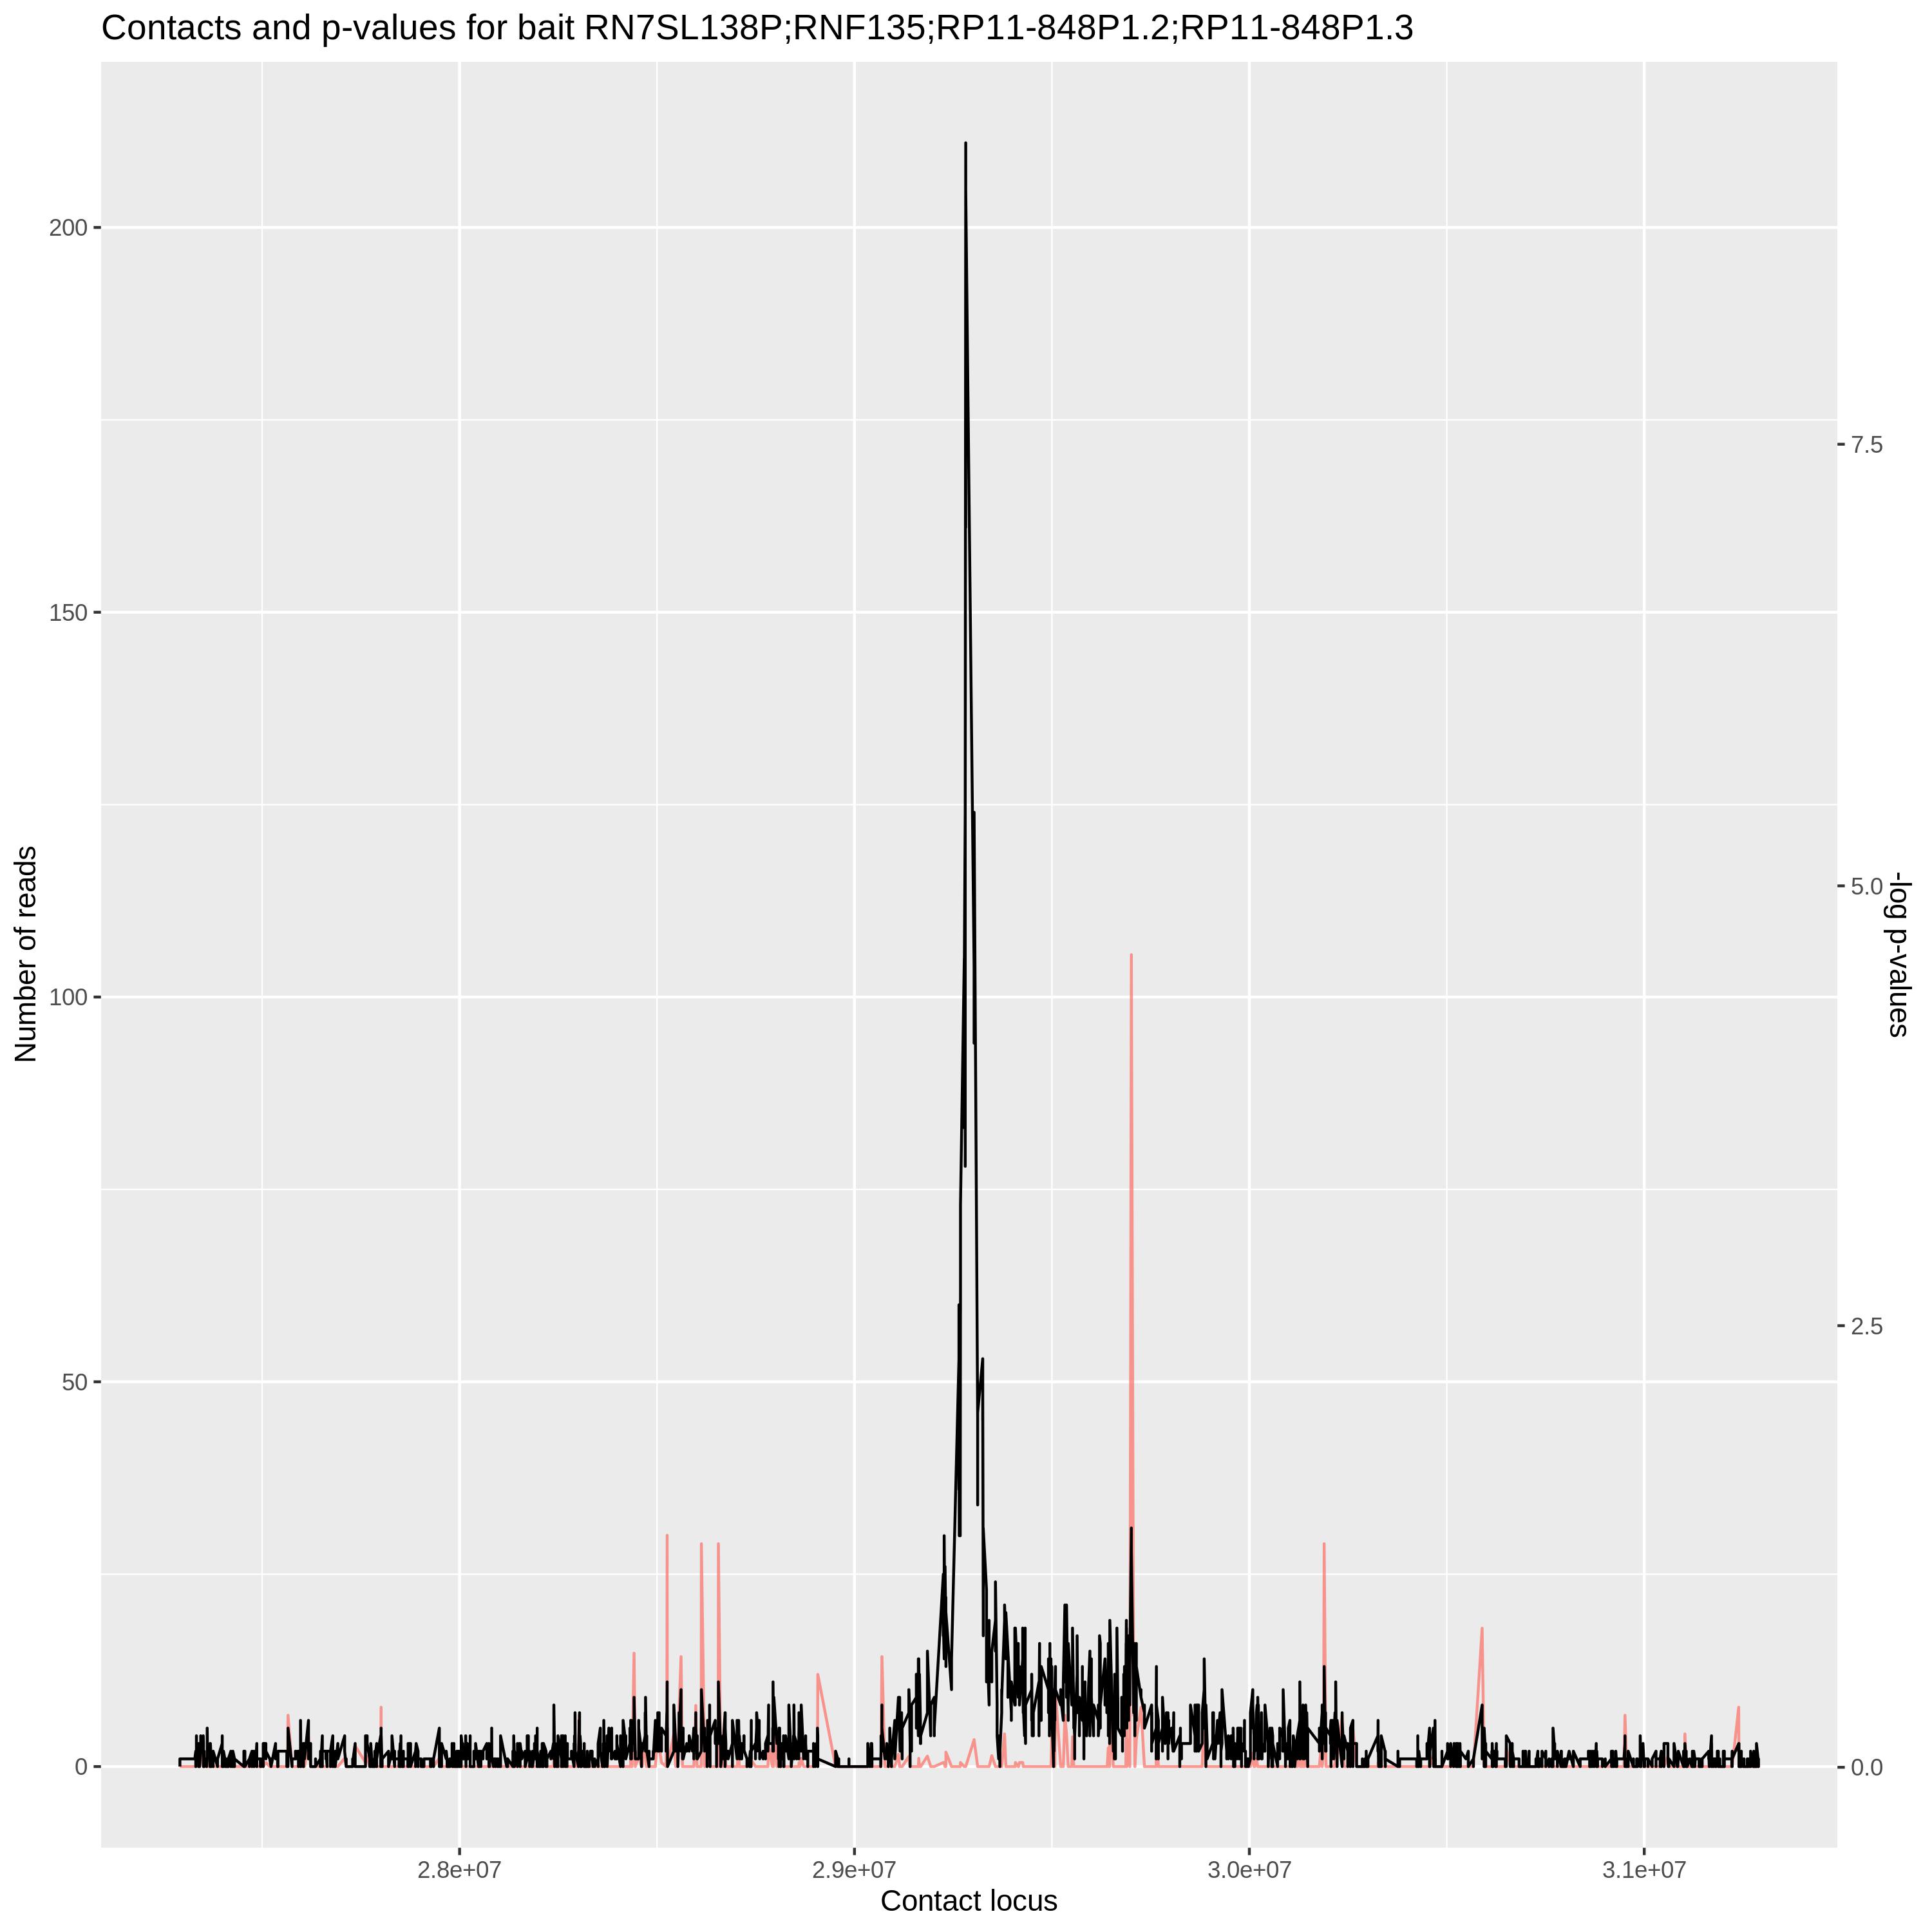 Contacts and p-values for bait RN7SL138P;RNF135;RP11-848P1.2;RP11-848P1.3
200
150
100
50
0
Number of reads
7.5
5.0
2.5
0.0
-log p-values
2.8e+07
2.9e+07
3.0e+07
3.1e+07
Contact locus